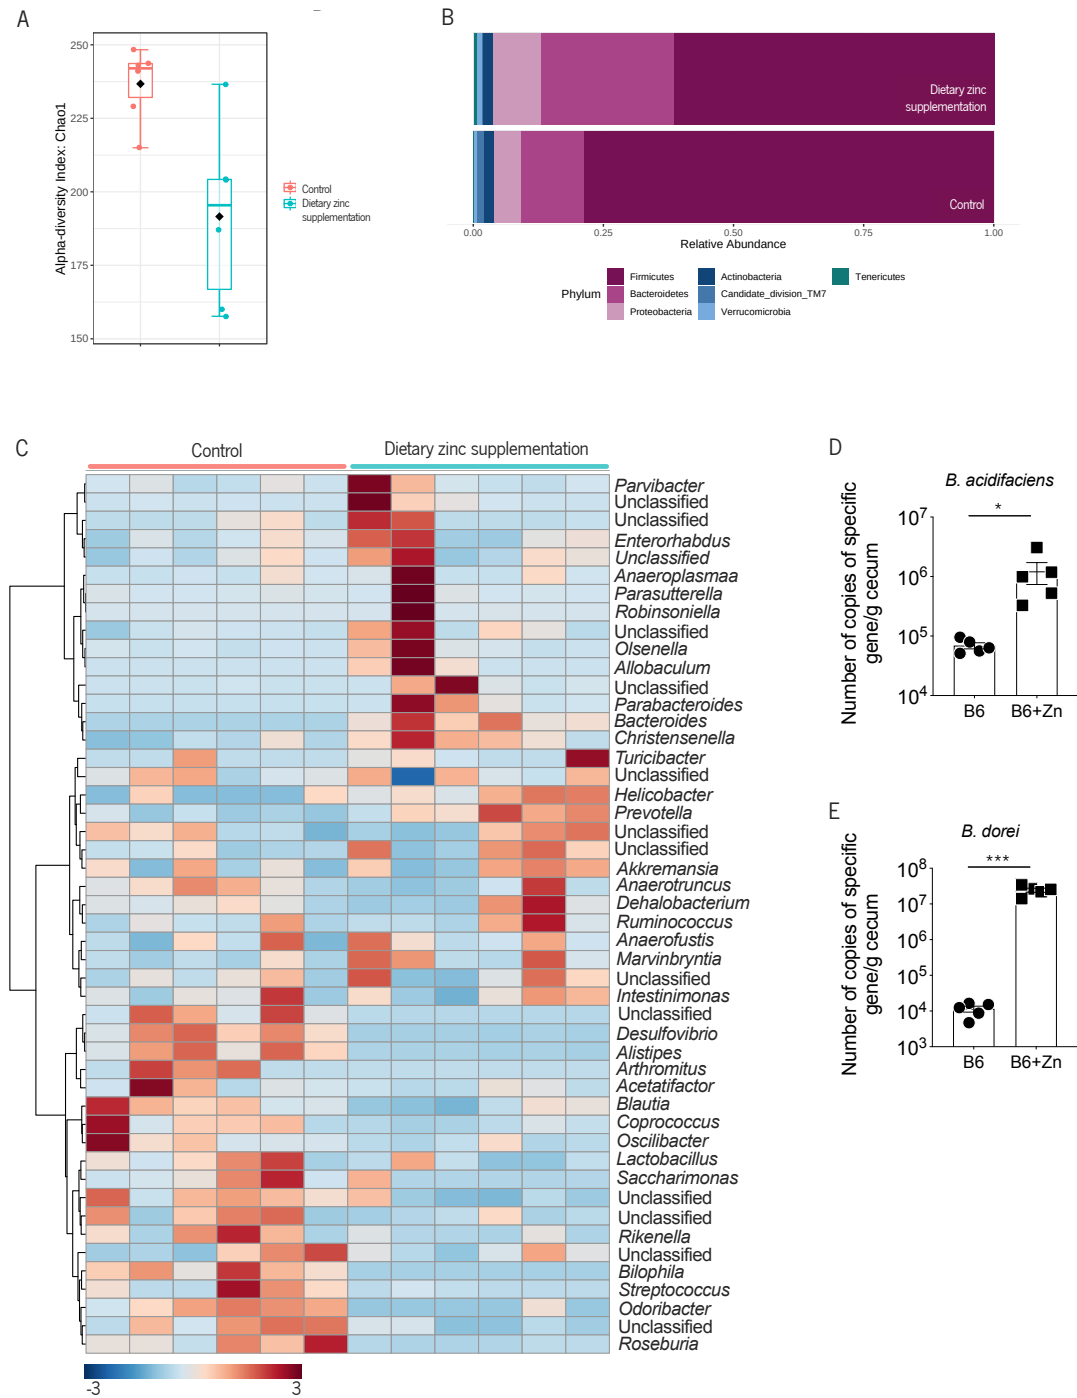 A
250
225
200
175
150
Alpha-diversity Index: Chao1
Control
Dietary zinc
supplementation
B
Dietary zinc
supplementation
Control
0.00
0.25
0.50
0.75
1.00
Relative Abundance
Phylum
Firmicutes
Bacteroidetes
Proteobacteria
Actinobacteria
Candidate_division_TM7
Verrucomicrobia
Tenericutes
C
Control
Dietary zinc supplementation
Parvibacter
Unclassified
Unclassified
Enterorhabdus
Unclassified
Anaeroplasmaa
Parasutterella
Robinsoniella
Unclassified
Olsenella
Allobaculum
Unclassified
Parabacteroides
Bacteroides
Christensenella
Turicibacter
Unclassified
Helicobacter
Prevotella
Unclassified
Unclassified
Akkremansia
Anaerotruncus
Dehalobacterium
Ruminococcus
Anaerofustis
Marvinbryntia
Unclassified
Intestinimonas
Unclassified
Desulfovibrio
Alistipes
Arthromitus
Acetatifactor
Blautia
Coprococcus
Oscilibacter
Lactobacillus
Saccharimonas
Unclassified
Unclassified
Rikenella
Unclassified
Bilophila
Streptococcus
Odoribacter
Unclassified
Roseburia
-3
3
D
B. acidifaciens
*
Number of copies of specific
gene/g cecum
10⁷
10⁶
10⁵
10⁴
B6
B6+Zn
E
B. dorei
***
Number of copies of specific
gene/g cecum
10⁸
10⁷
10⁶
10⁵
10⁴
10³
B6
B6+Zn